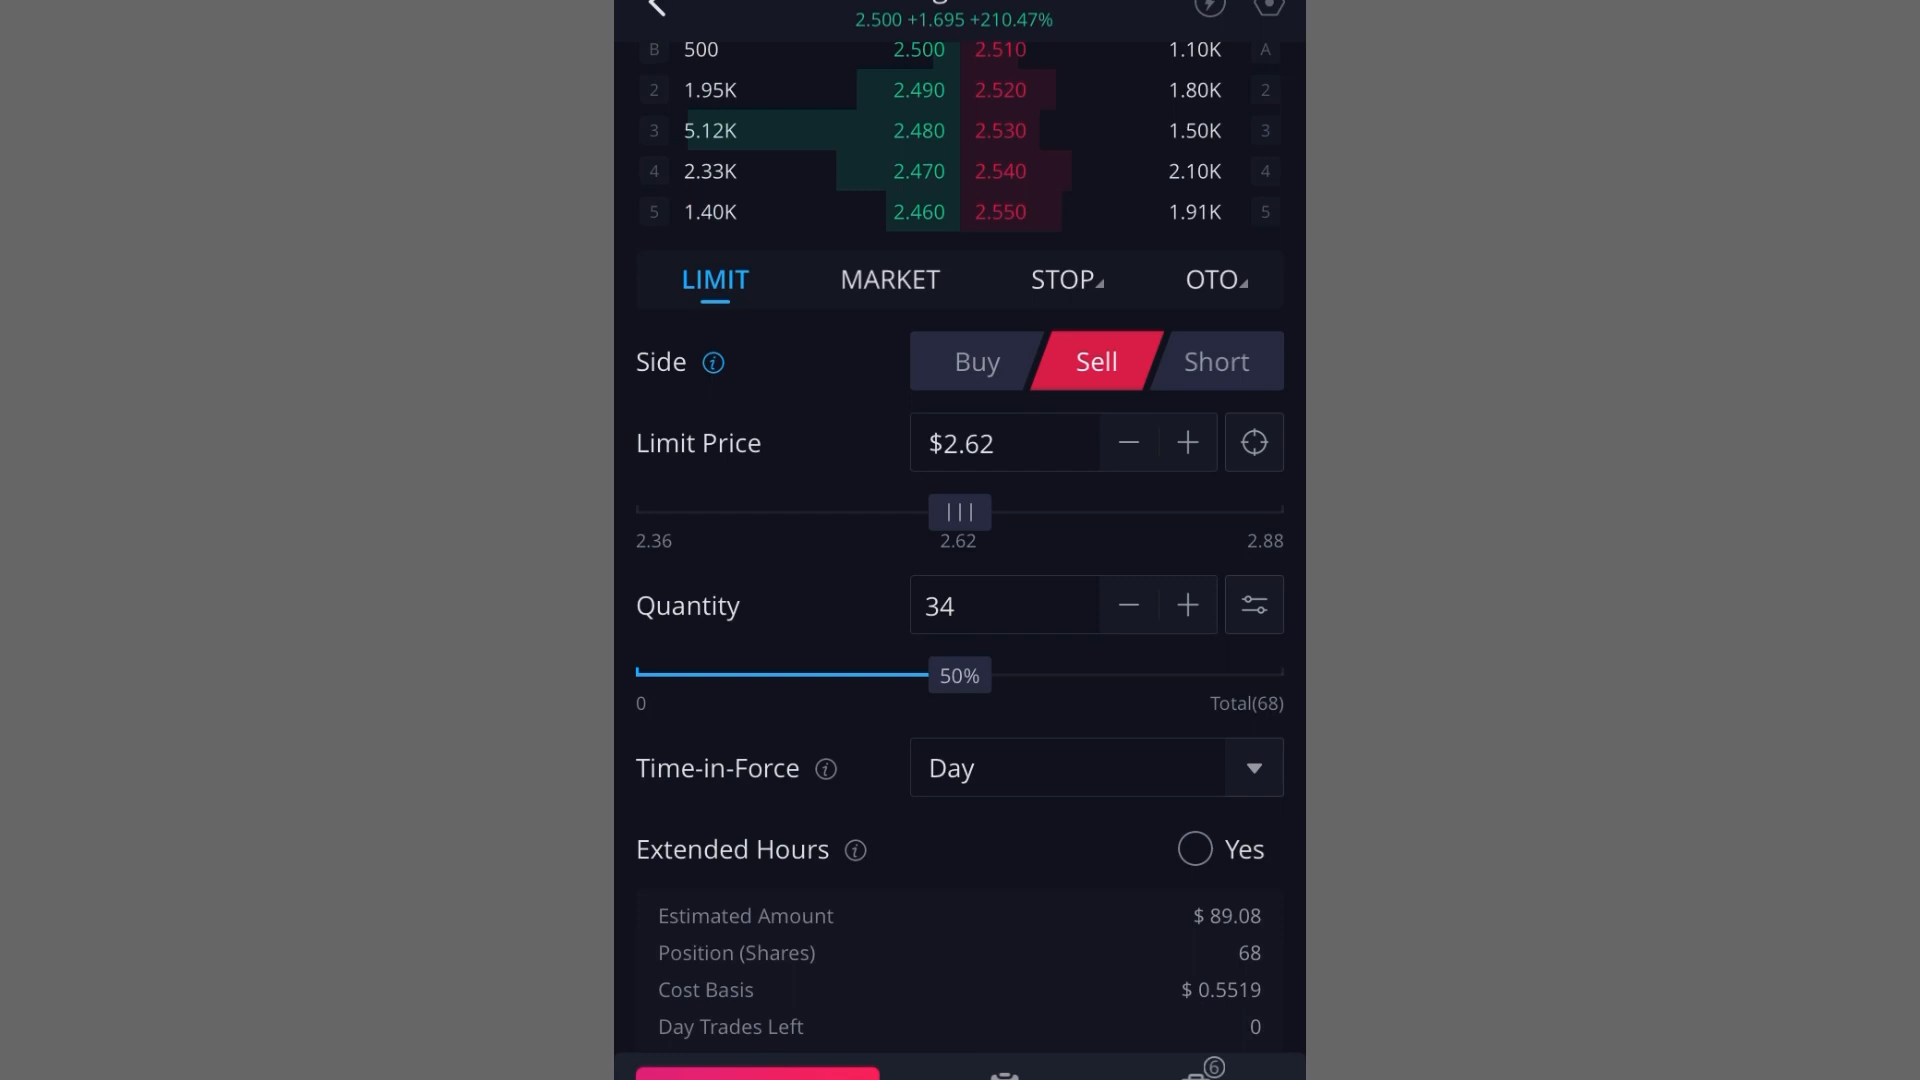 2.500 +1.695 +210.47%
B 500 2.500 2.510 1.10K A
2 1.95K 2.490 2.520 1.80K 2
3 5.12K 2.480 2.530 1.50K 3
4 2.33K 2.470 2.540 2.10K 4
5 1.40K 2.460 2.550 1.91K 5
LIMIT MARKET STOP OTO
Side Buy Sell Short
Limit Price $2.62
2.36 2.62 2.88
Quantity 34
50%
0 Total(68)
Time-in-Force Day
Extended Hours Yes
Estimated Amount $ 89.08
Position (Shares) 68
Cost Basis $ 0.5519
Day Trades Left 0
6